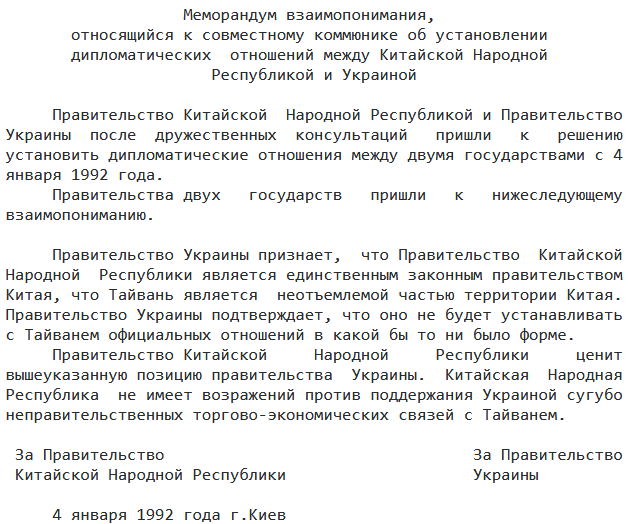 Меморандум взаимопонимания,
относящийся к совместному коммюнике об установлении
дипломатических отношений между Китайской Народной
Республикой и Украиной
Правительство Китайской Народной Республикой и Правительство
Украины после дружественных консультаций пришли к решению
установить дипломатические отношения между двумя государствами с 4
января 1992 года.
Правительства двух государств пришли к нижеследующему
взаимопониманию.
Правительство Украины признает, что Правительство Китайской
Народной Республики является единственным законным правительством
Китая, что Тайвань является неотъемлемой частью территории Китая.
Правительство Украины подтверждает, что оно не будет устанавливать
с Тайванем официальных отношений в какой бы то ни было форме.
Правительство Китайской Народной Республики ценит
вышеуказанную позицию правительства Украины. Китайская Народная
Республика не имеет возражений против поддержания Украиной сугубо
неправительственных торгово-экономических связей с Тайванем.
За Правительство За Правительство
Китайской Народной Республики Украины
4 января 1992 года г.Киев